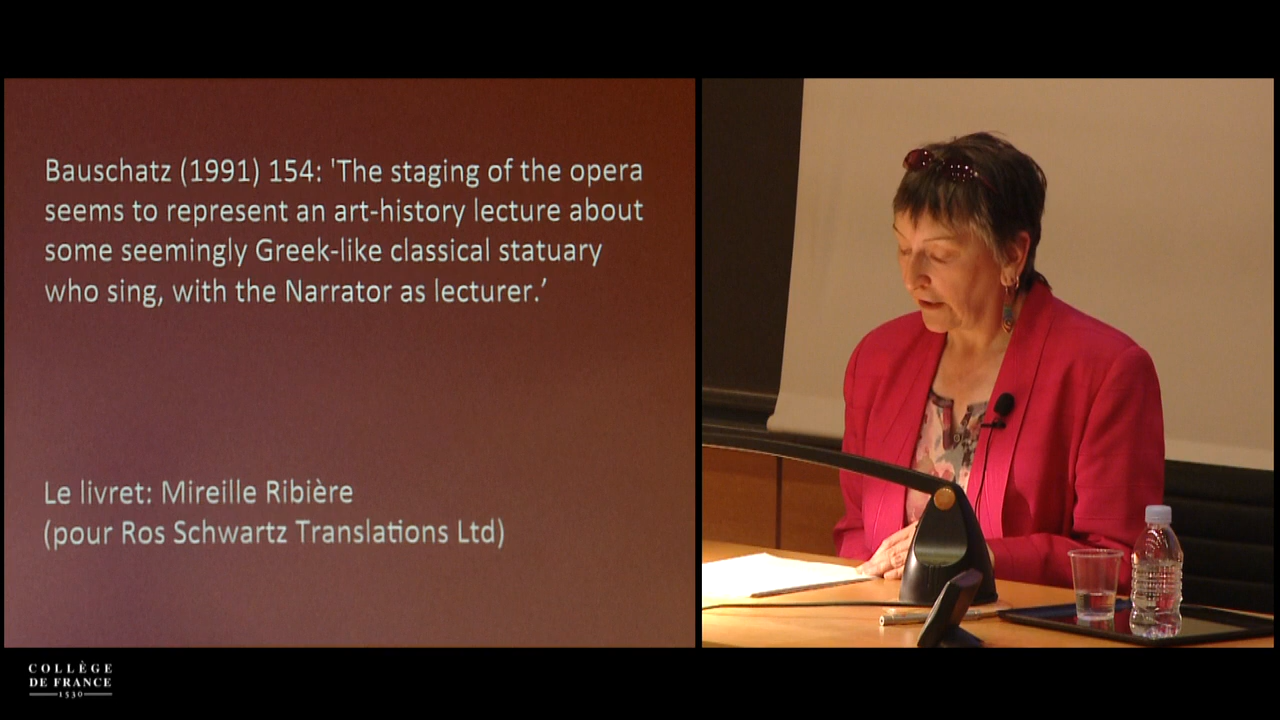 Bauschatz (1991) 154: 'The staging of the opera
seems to represent an art-history lecture about
some seemingly Greek-like classical statuary
who sing, with the Narrator as lecturer.’
Le livret: Mireille Ribière
(pour Ros Schwartz Translations Ltd)
COLLÈGE
DE FRANCE
1530